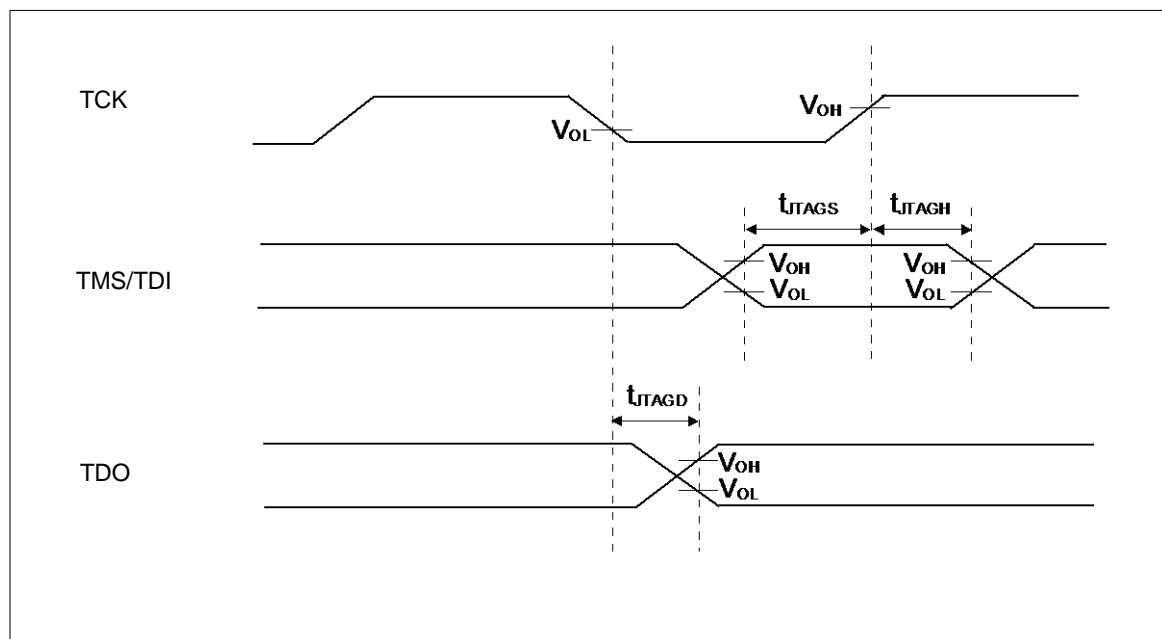 TCK
VOL
VOH
tJTAGS
tJTAGH
TMS/TDI
VOH
VOL
VOH
VOL
tJTAGD
TDO
VOH
VOL